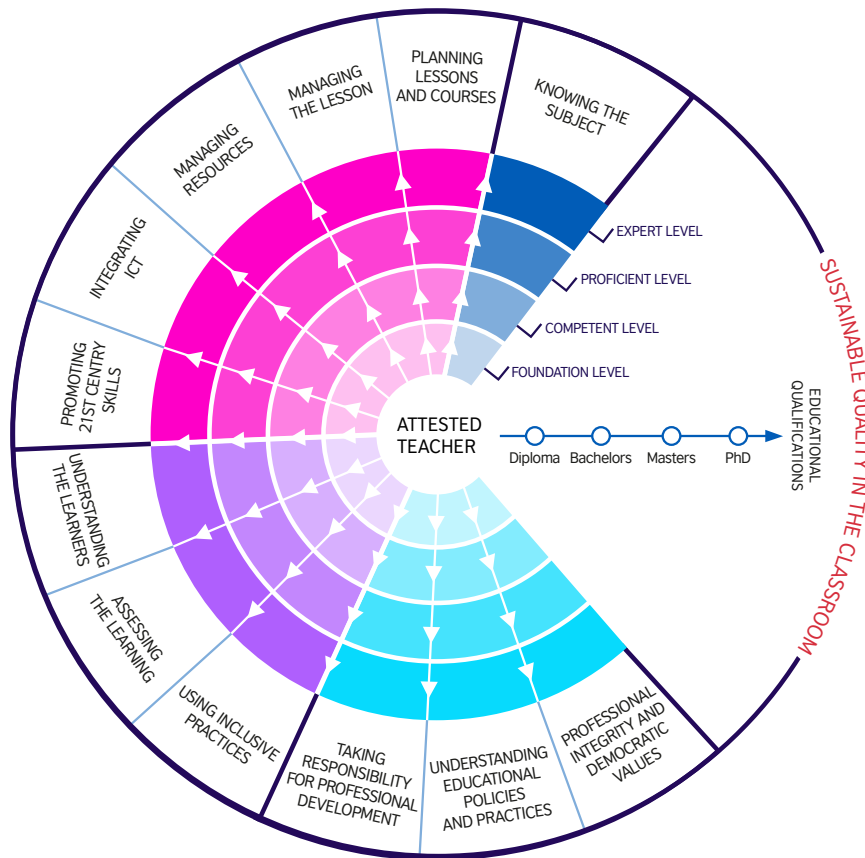 PLANNING
LESSONS
AND COURSES
KNOWING THE
SUBJECT
MANAGING
THE LESSON
MANAGING
RESOURCES
INTEGRATING
ICT
PROMOTING
21ST CENTRY
SKILLS
UNDERSTANDING
THE LEARNERS
ASSESSING
THE LEARNING
USING INCLUSIVE
PRACTICES
TAKING
RESPONSIBILITY
FOR PROFESSIONAL
DEVELOPMENT
UNDERSTANDING
EDUCATIONAL
POLICIES
AND PRACTICES
PROFESSIONAL
INTEGRITY AND
DEMOCRATIC
VALUES
EXPERT LEVEL
PROFICIENT LEVEL
COMPETENT LEVEL
FOUNDATION LEVEL
ATTESTED
TEACHER
Diploma
Bachelors
Masters
PhD
EDUCATIONAL
QUALIFICATIONS
SUSTAINABLE QUALITY IN THE CLASSROOM